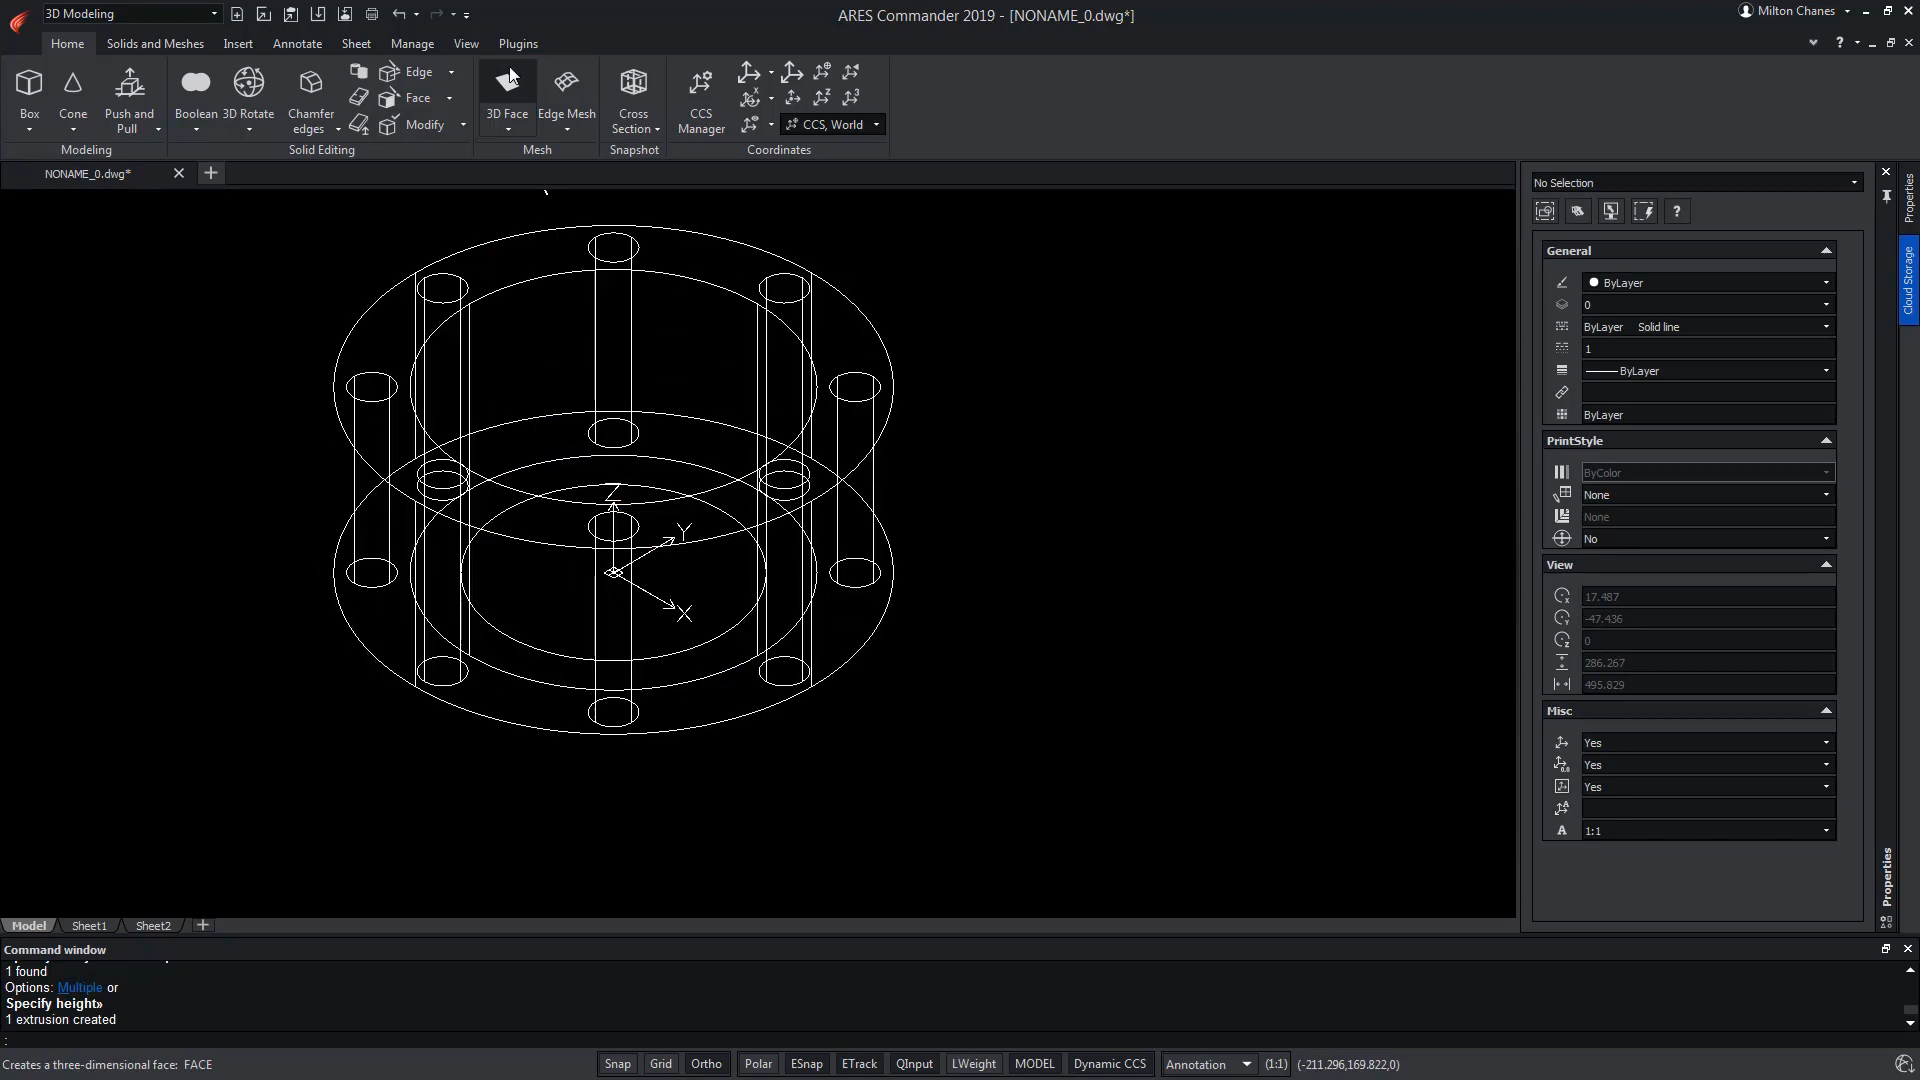 3D Modeling
ARES Commander 2019 - [NONAME_0.dwg*]
Milton Chanes
Home
Solids and Meshes
Insert
Annotate
Sheet
Manage
View
Plugins
Box
Cone
Push and Pull
Boolean
3D Rotate
Chamfer edges
Edge
Face
Modify
3D Face
Edge Mesh
Cross Section
CCS Manager
CCS, World
Modeling
Solid Editing
Mesh
Snapshot
Coordinates
NONAME_0.dwg*
No Selection
Properties
Cloud Storage
General
ByLayer
0
ByLayer Solid line
1
ByLayer
ByLayer
PrintStyle
ByColor
None
None
No
View
17.487
-47.436
0
286.267
495.829
Misc
Yes
Yes
Yes
1:1
Properties
Z
Y
X
Model
Sheet1
Sheet2
Command window
1 found
Options: Multiple or
Specify height»
1 extrusion created
:
Creates a three-dimensional face: FACE
Snap
Grid
Ortho
Polar
ESnap
ETrack
QInput
LWeight
MODEL
Dynamic CCS
Annotation
(1:1)
(-211.296,169.822,0)